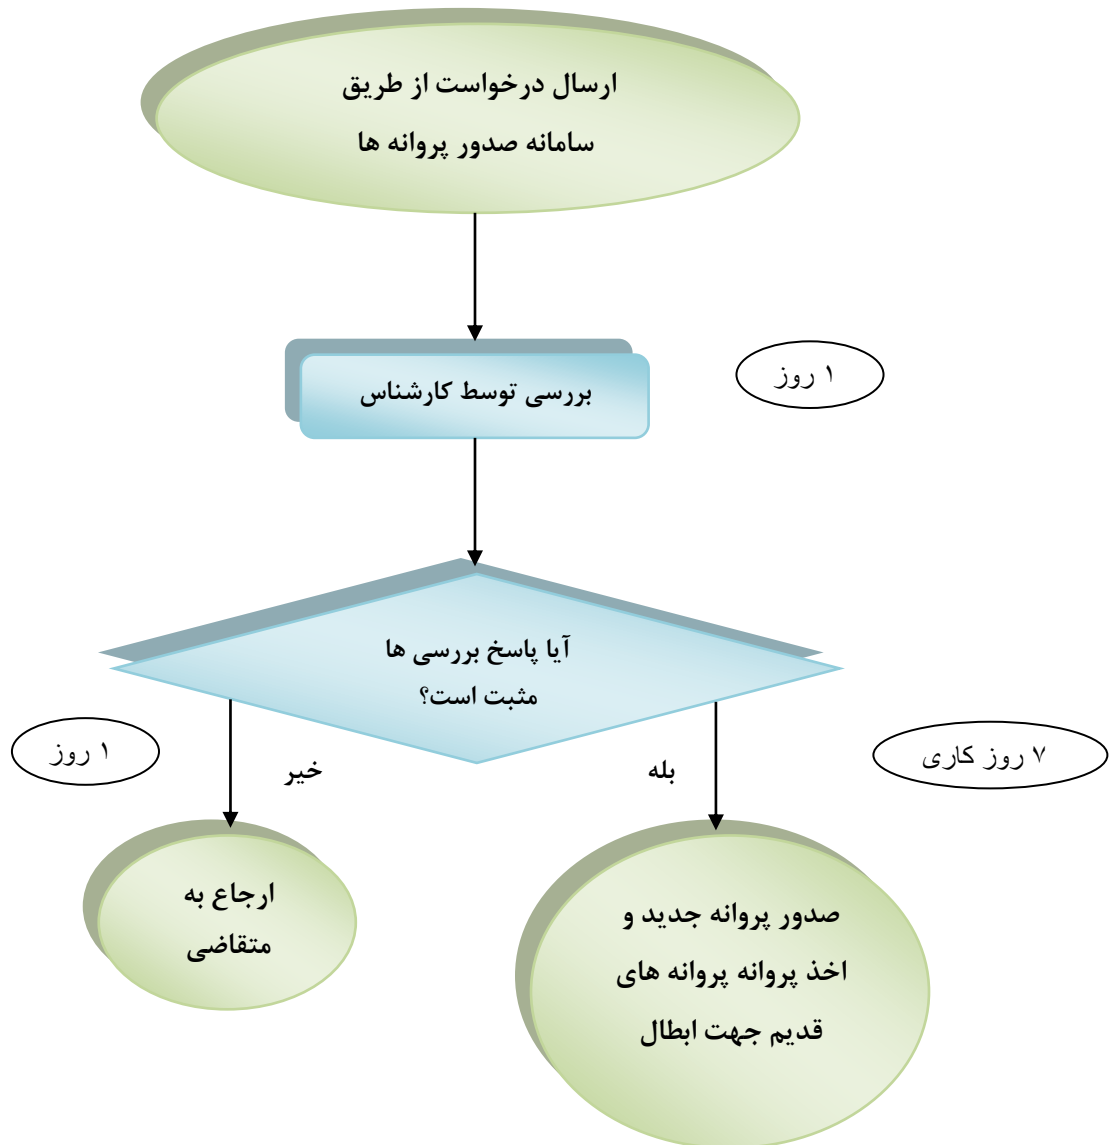 ارسال درخواست از طریق
سامانه صدور پروانه ها
بررسی توسط کارشناس
۱ روز
آیا پاسخ بررسی ها
مثبت است؟
۷ روز کاری
بله
خیر
۱ روز
صدور پروانه جدید و
اخذ پروانه پروانه های
قدیم جهت ابطال
ارجاع به
متقاضی